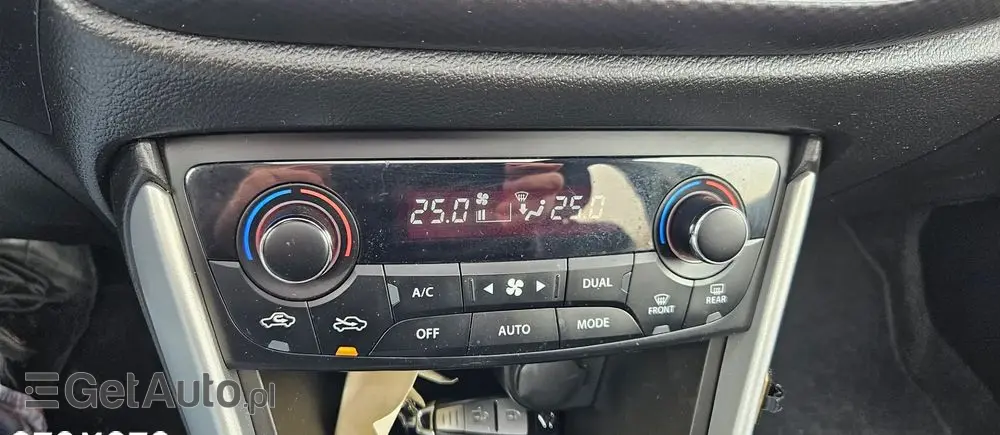 25.0 25.0
A/C
DUAL
FRONT
REAR
OFF
AUTO
MODE
GetAuto.pl